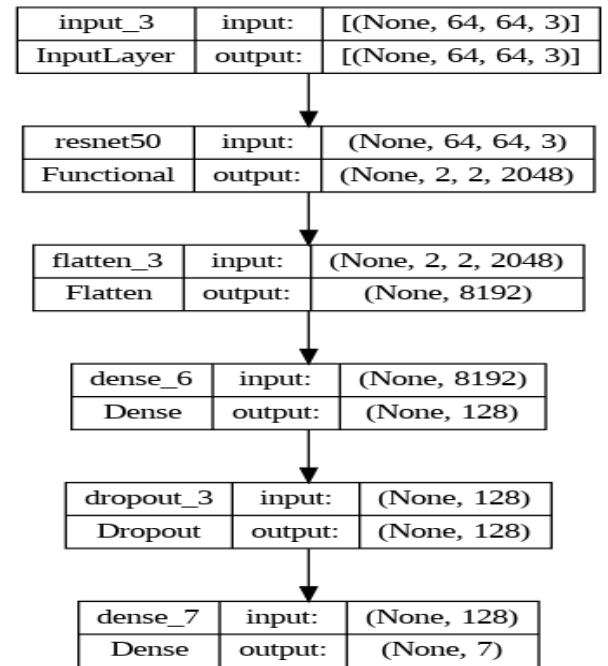 input_3 input: [(None, 64, 64, 3)]
InputLayer output: [(None, 64, 64, 3)]
resnet50 input: (None, 64, 64, 3)
Functional output: (None, 2, 2, 2048)
flatten_3 input: (None, 2, 2, 2048)
Flatten output: (None, 8192)
dense_6 input: (None, 8192)
Dense output: (None, 128)
dropout_3 input: (None, 128)
Dropout output: (None, 128)
dense_7 input: (None, 128)
Dense output: (None, 7)